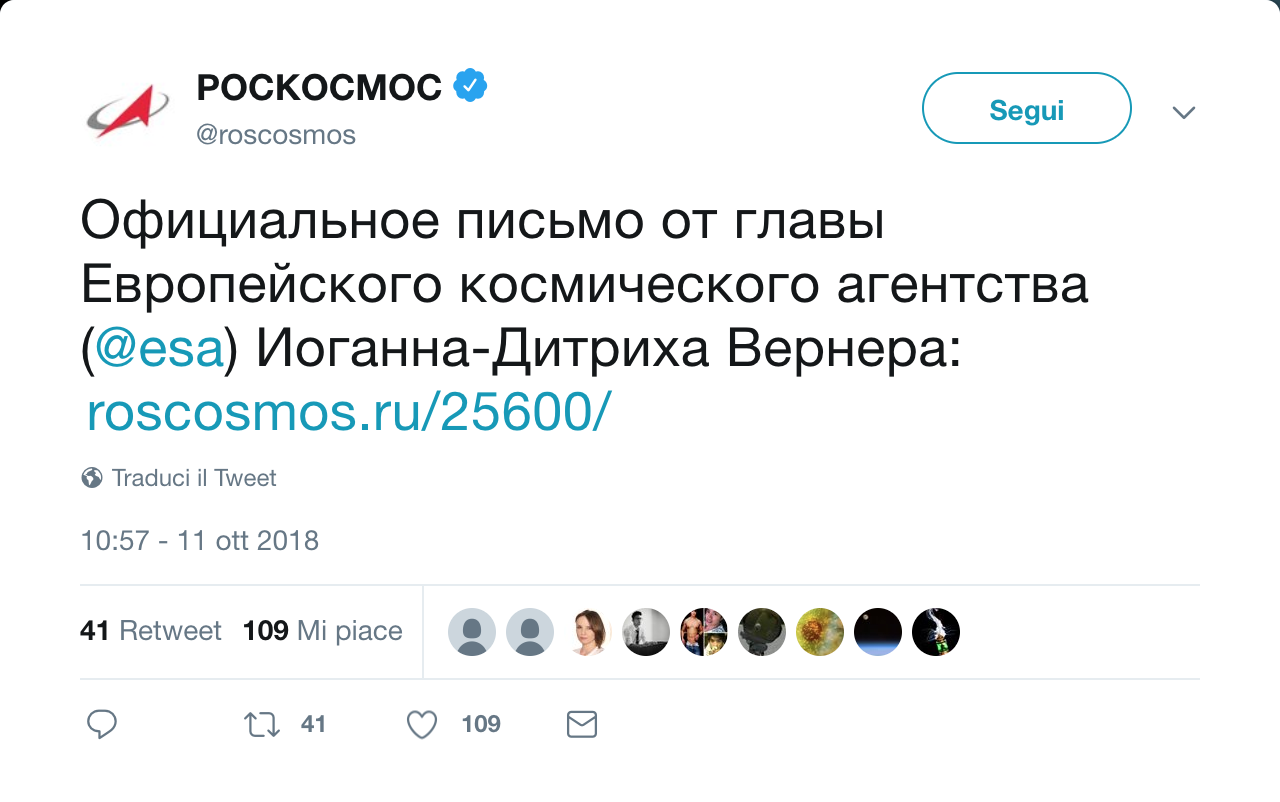 РОСКОСМОС
@roscosmos
Segui
Официальное письмо от главы
Европейского космического агентства
(@esa) Иоганна-Дитриха Вернера:
roscosmos.ru/25600/
Traduci il Tweet
10:57 - 11 ott 2018
41 Retweet 109 Mi piace
41 109